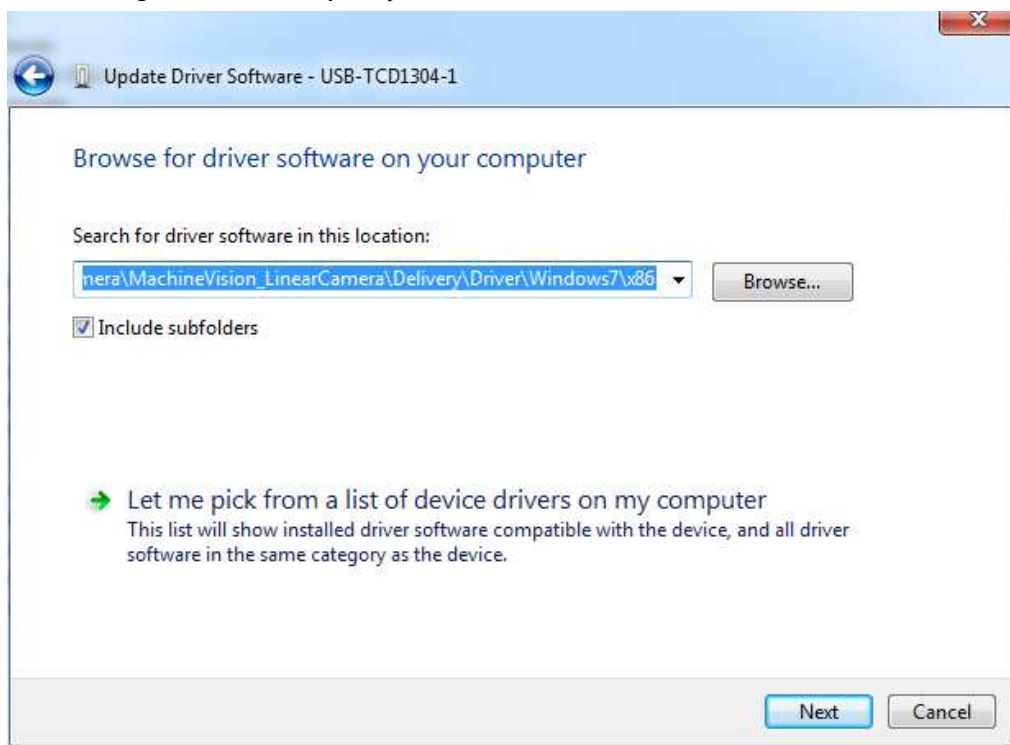 Update Driver Software - USB-TCD1304-1
Browse for driver software on your computer
Search for driver software in this location:
mera\MachineVision_LinearCamera\Delivery\Driver\Windows7\x86
Browse...
Include subfolders
Let me pick from a list of device drivers on my computer
This list will show installed driver software compatible with the device, and all driver
software in the same category as the device.
Next
Cancel